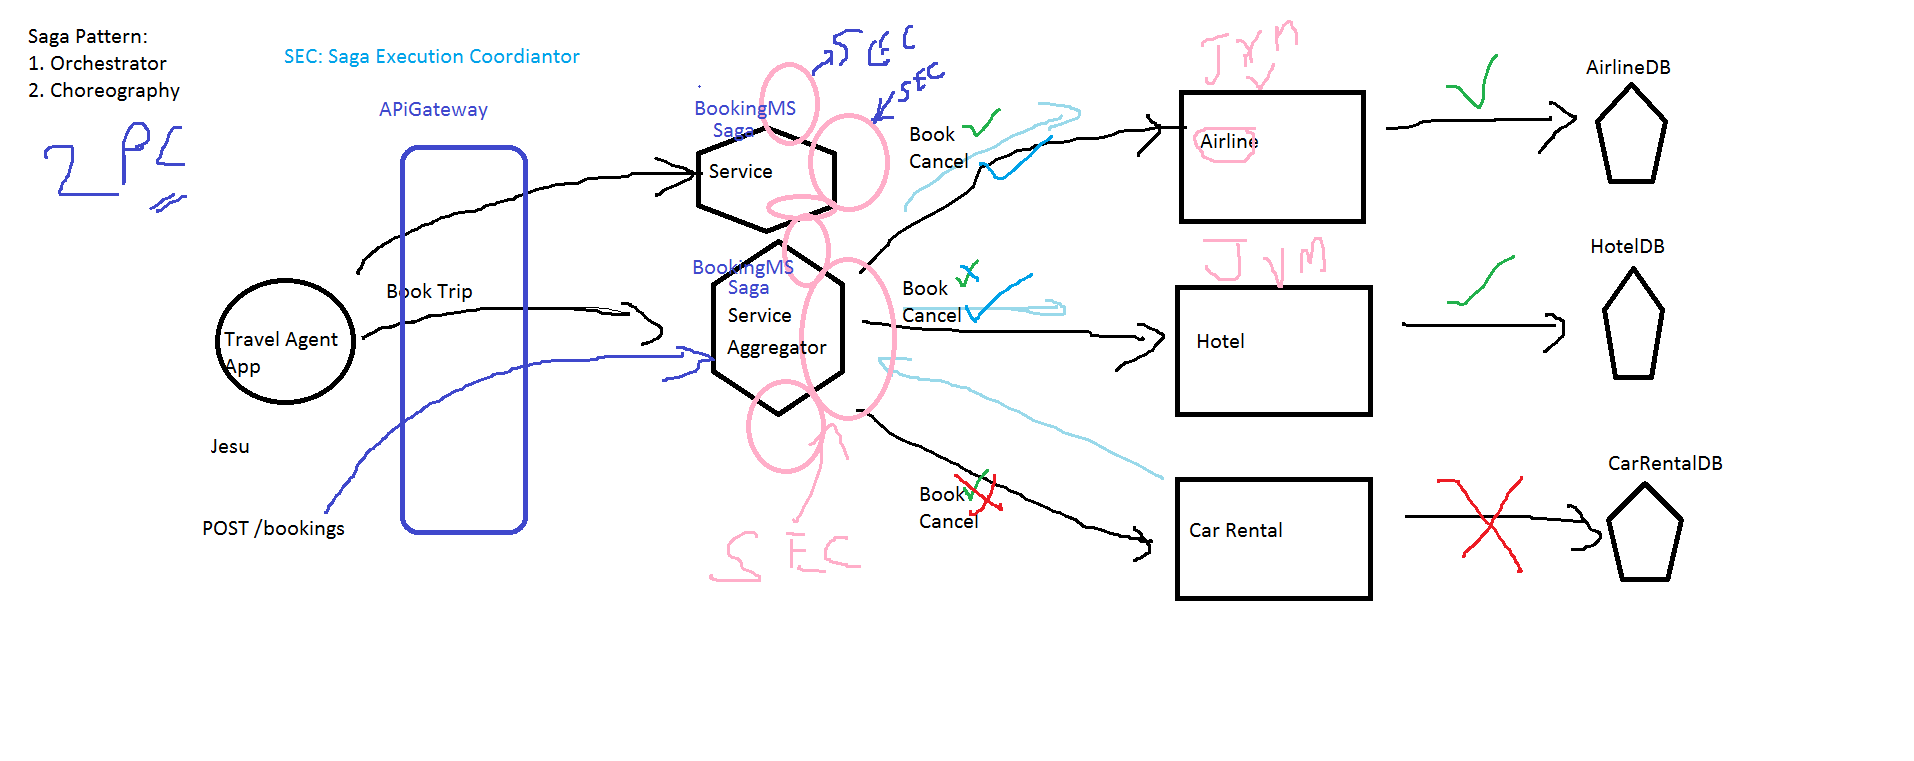 Saga Pattern:
1. Orchestrator
2. Choreography
2 PC
SEC: Saga Execution Coordiantor
APiGateway
SEC
SEC
BookingMS
Saga
Service
BookingMS
Saga
Service
Aggregator
SEC
Book Trip
Travel Agent
App
Jesu
POST /bookings
Book
Cancel
Book
Cancel
Book
Cancel
JVM
Airline
JVM
Hotel
Car Rental
AirlineDB
HotelDB
CarRentalDB